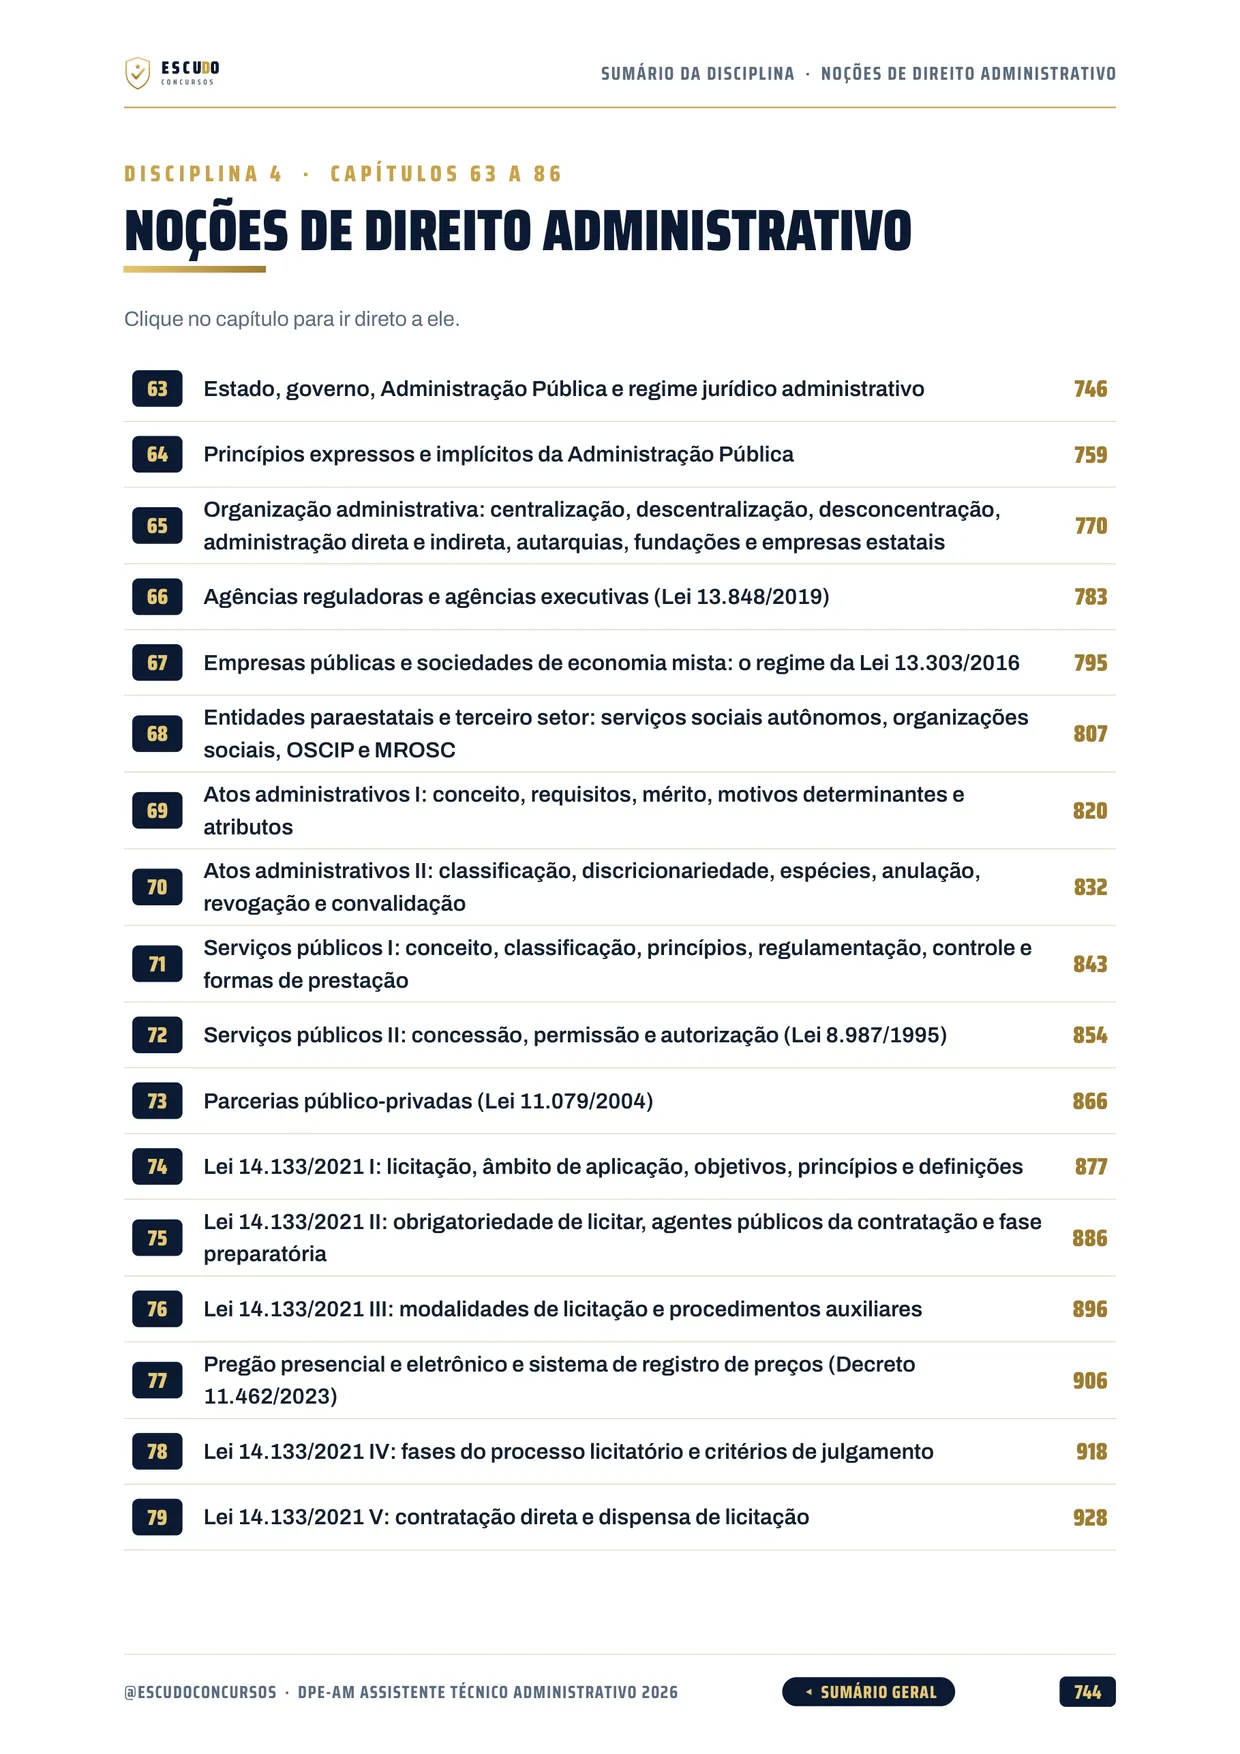 ESCUDO
CONCURSOS
SUMÁRIO DA DISCIPLINA · NOÇÕES DE DIREITO ADMINISTRATIVO
DISCIPLINA 4 · CAPÍTULOS 63 A 86
NOÇÕES DE DIREITO ADMINISTRATIVO
Clique no capítulo para ir direto a ele.
63 Estado, governo, Administração Pública e regime jurídico administrativo 746
64 Princípios expressos e implícitos da Administração Pública 759
65 Organização administrativa: centralização, descentralização, desconcentração,
administração direta e indireta, autarquias, fundações e empresas estatais 770
66 Agências reguladoras e agências executivas (Lei 13.848/2019) 783
67 Empresas públicas e sociedades de economia mista: o regime da Lei 13.303/2016 795
68 Entidades paraestatais e terceiro setor: serviços sociais autônomos, organizações
sociais, OSCIP e MROSC 807
69 Atos administrativos I: conceito, requisitos, mérito, motivos determinantes e
atributos 820
70 Atos administrativos II: classificação, discricionariedade, espécies, anulação,
revogação e convalidação 832
71 Serviços públicos I: conceito, classificação, princípios, regulamentação, controle e
formas de prestação 843
72 Serviços públicos II: concessão, permissão e autorização (Lei 8.987/1995) 854
73 Parcerias público-privadas (Lei 11.079/2004) 866
74 Lei 14.133/2021 I: licitação, âmbito de aplicação, objetivos, princípios e definições 877
75 Lei 14.133/2021 II: obrigatoriedade de licitar, agentes públicos da contratação e fase
preparatória 886
76 Lei 14.133/2021 III: modalidades de licitação e procedimentos auxiliares 896
77 Pregão presencial e eletrônico e sistema de registro de preços (Decreto
11.462/2023) 906
78 Lei 14.133/2021 IV: fases do processo licitatório e critérios de julgamento 918
79 Lei 14.133/2021 V: contratação direta e dispensa de licitação 928
@ESCUDOCONCURSOS · DPE-AM ASSISTENTE TÉCNICO ADMINISTRATIVO 2026
◂ SUMÁRIO GERAL
744